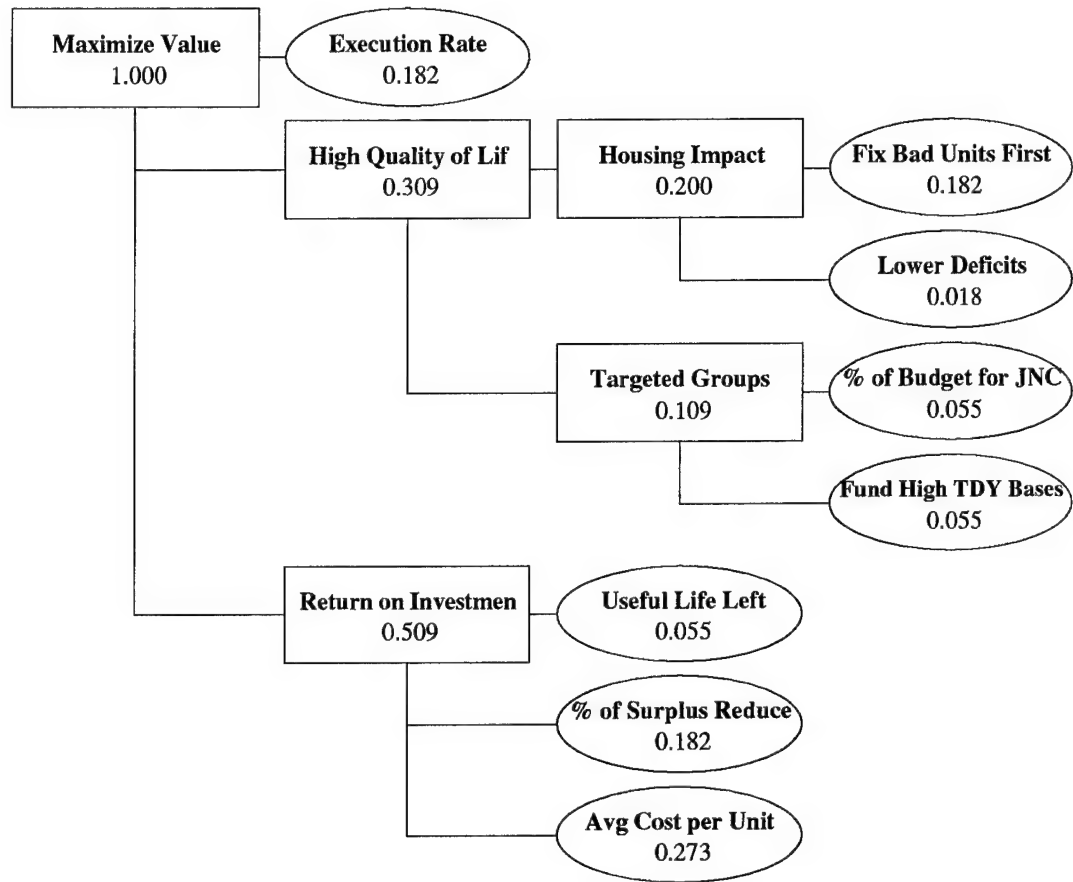 Maximize Value
1.000
Execution Rate
0.182
High Quality of Lif
0.309
Housing Impact
0.200
Fix Bad Units First
0.182
Lower Deficits
0.018
Targeted Groups
0.109
% of Budget for JNC
0.055
Fund High TDY Bases
0.055
Return on Investmen
0.509
Useful Life Left
0.055
% of Surplus Reduce
0.182
Avg Cost per Unit
0.273